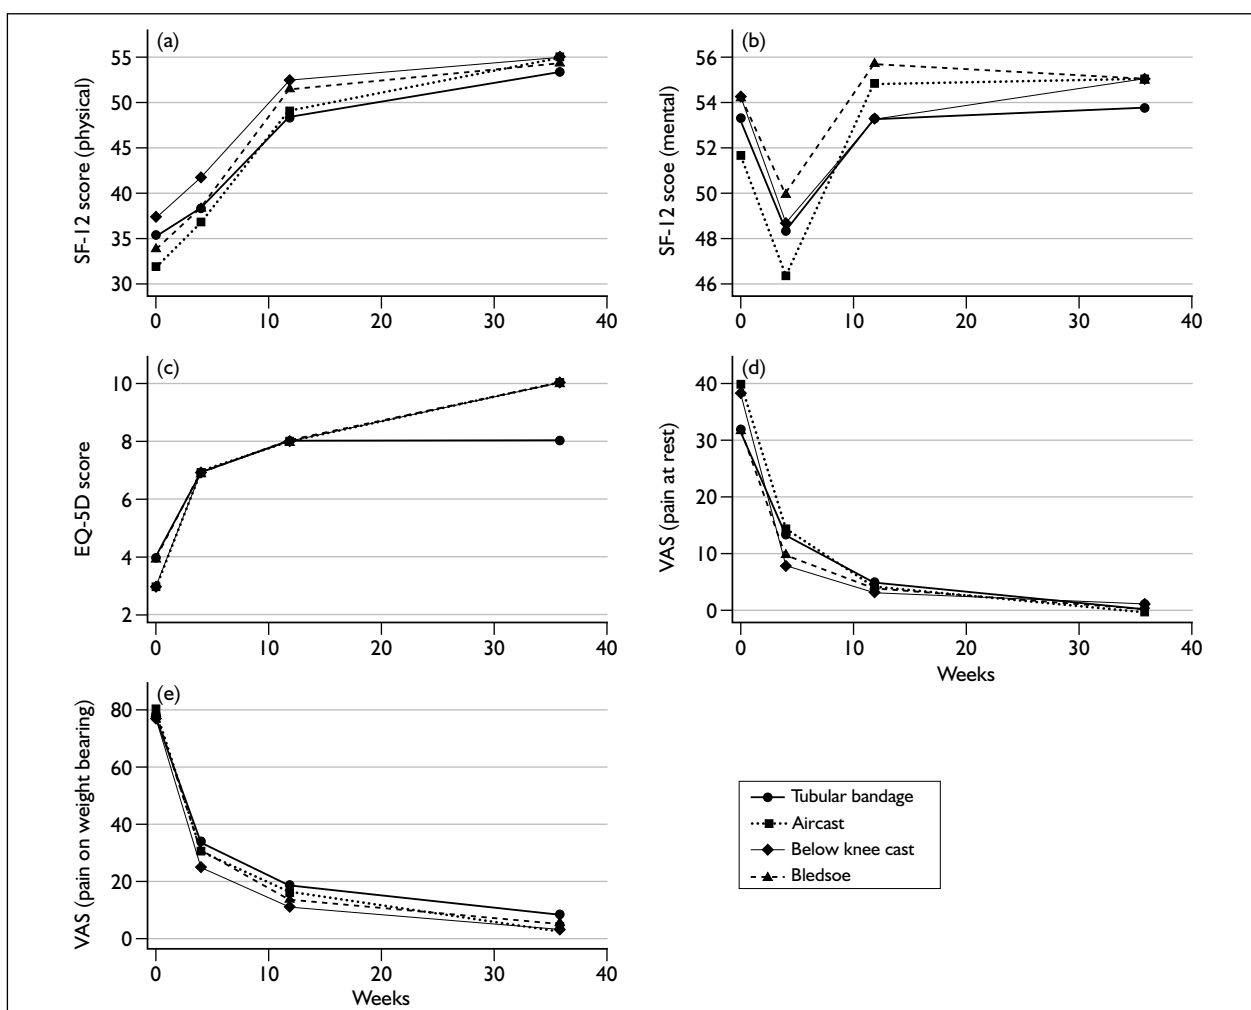 (a)
SF-12 score (physical)
55
50
45
40
35
30
0 10 20 30 40
(b)
SF-12 scoe (mental)
56
54
52
50
48
46
0 10 20 30 40
(c)
EQ-5D score
10
8
6
4
2
0 10 20 30 40
(d)
VAS (pain at rest)
40
30
20
10
0
0 10 20 30 40
Weeks
(e)
VAS (pain on weight bearing)
80
60
40
20
0
0 10 20 30 40
Weeks
Tubular bandage
Aircast
Below knee cast
Bledsoe